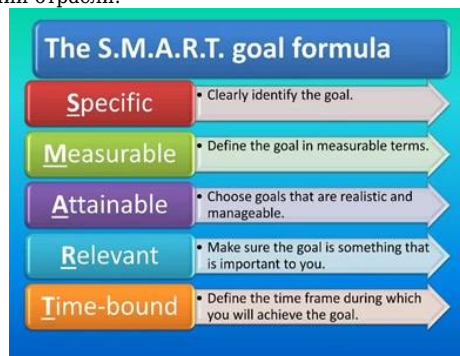 отрасли.
The S.M.A.R.T. goal formula
Specific
• Clearly identify the goal.
Measurable
• Define the goal in measurable terms.
Attainable
• Choose goals that are realistic and
manageable.
Relevant
• Make sure the goal is something that
is important to you.
Time-bound
• Define the time frame during which
you will achieve the goal.